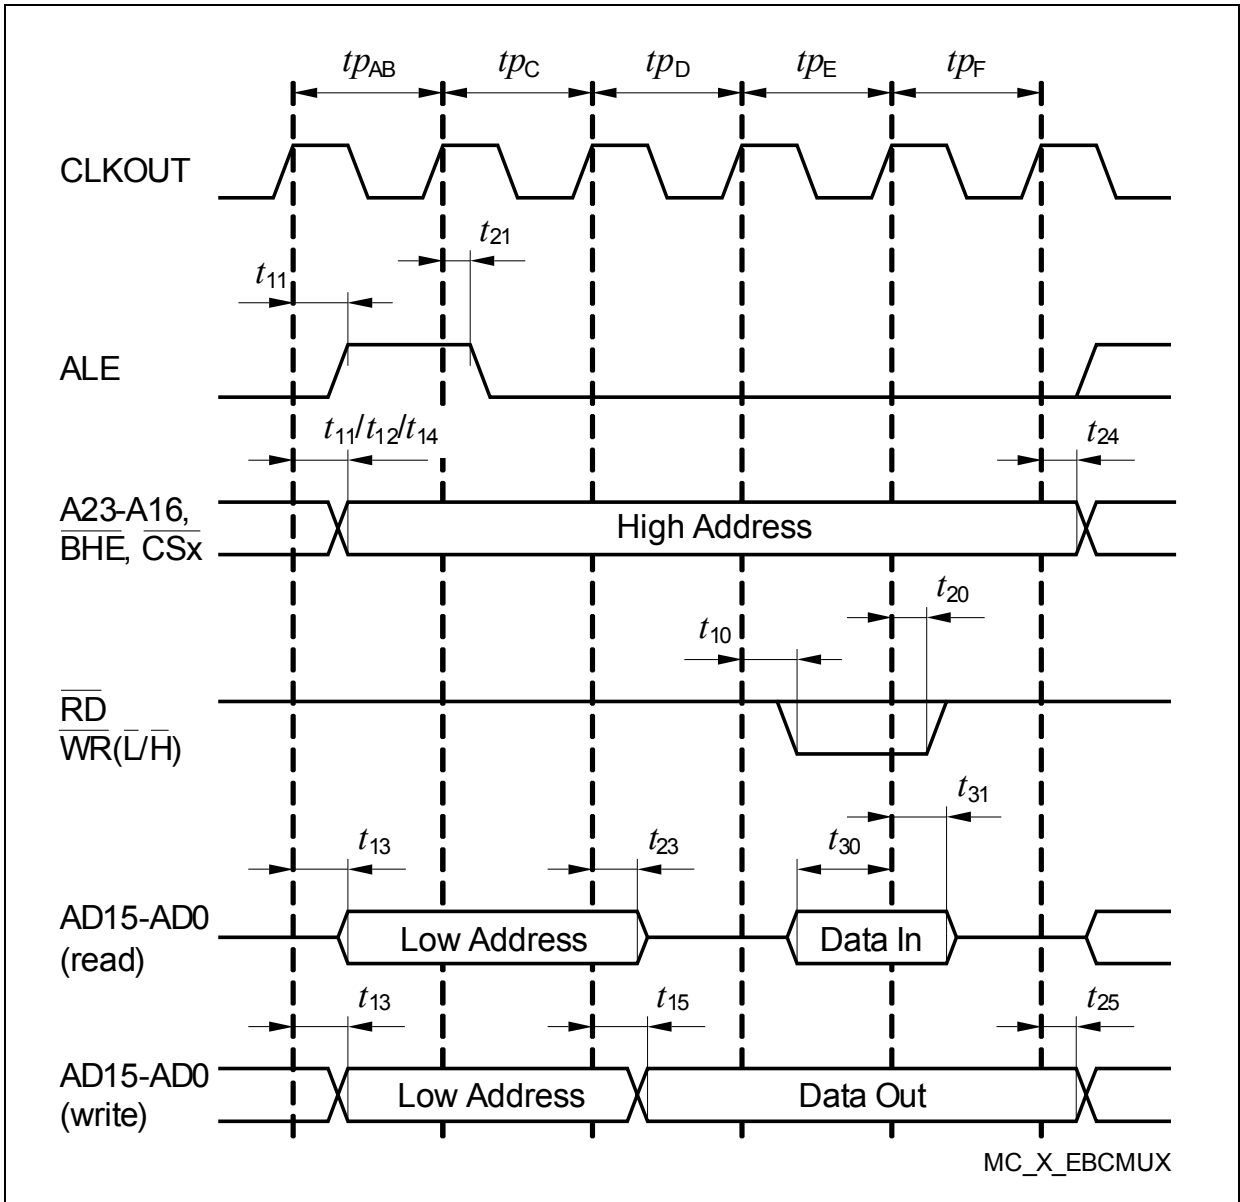 tpAB tpC tpD tpE tpF
CLKOUT
t21
t11
ALE
t11/t12/t14 t24
A23-A16,
BHE, CSx
High Address
t20
t10
RD
WR(L/H)
t31
t13 t23 t30
AD15-AD0
(read)
Low Address Data In
t13 t15 t25
AD15-AD0
(write)
Low Address Data Out
MC_X_EBCMUX